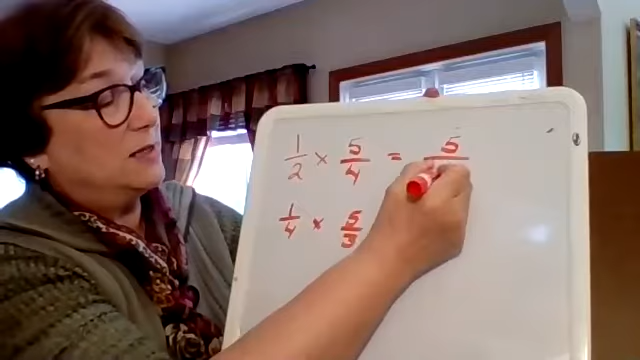 1/2 × 5/4 = 5/
1/4 × 5/3